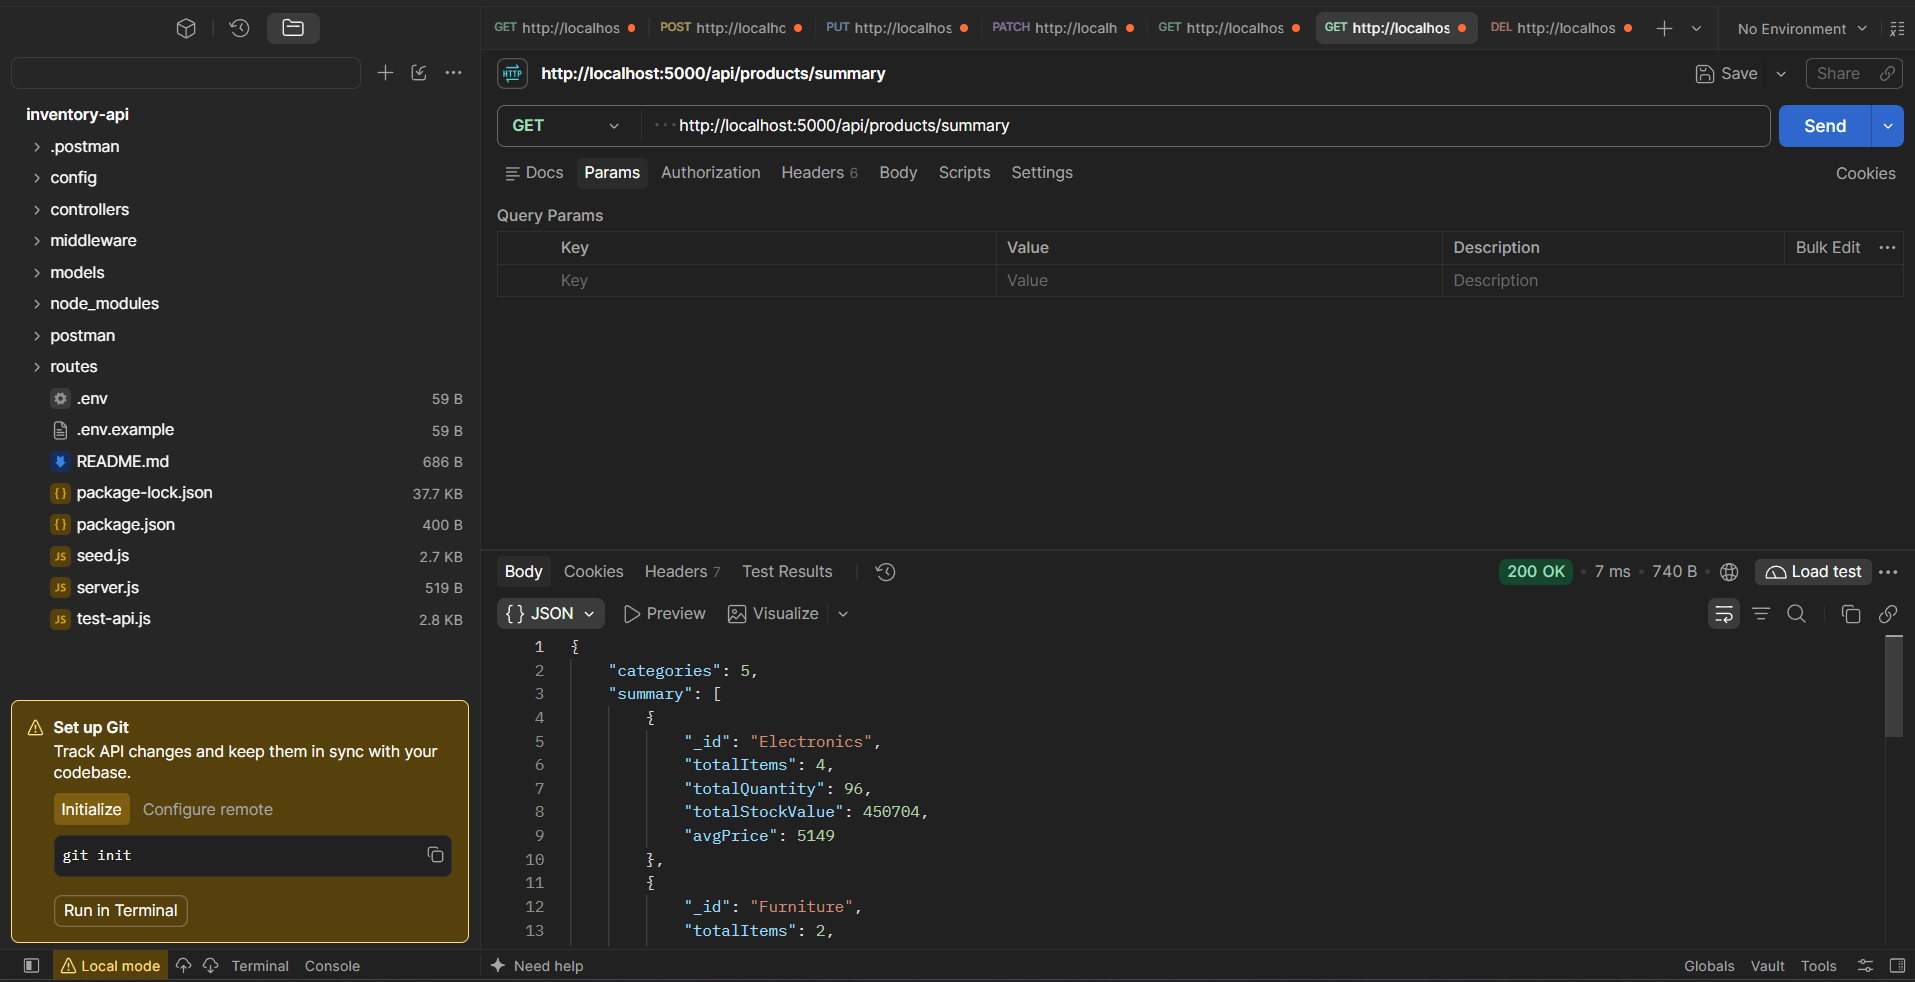 GET http://localhos POST http://localhc PUT http://localhos PATCH http://localh GET http://localhos GET http://localhos DEL http://localhos No Environment
HTTP http://localhost:5000/api/products/summary Save Share
inventory-api
.postman
config
controllers
middleware
models
node_modules
postman
routes
.env 59 B
.env.example 59 B
README.md 686 B
{} package-lock.json 37.7 KB
{} package.json 400 B
JS seed.js 2.7 KB
JS server.js 519 B
JS test-api.js 2.8 KB
Set up Git
Track API changes and keep them in sync with your
codebase.
Initialize Configure remote
git init
Run in Terminal
GET http://localhost:5000/api/products/summary Send
Docs Params Authorization Headers 6 Body Scripts Settings Cookies
Query Params
Key Value Description Bulk Edit
Key Value Description
Body Cookies Headers 7 Test Results 200 OK 7 ms 740 B Load test
{} JSON Preview Visualize
1 {
2 "categories": 5,
3 "summary": [
4 {
5 "_id": "Electronics",
6 "totalItems": 4,
7 "totalQuantity": 96,
8 "totalStockValue": 450704,
9 "avgPrice": 5149
10 },
11 {
12 "_id": "Furniture",
13 "totalItems": 2,
Local mode Terminal Console Need help Globals Vault Tools